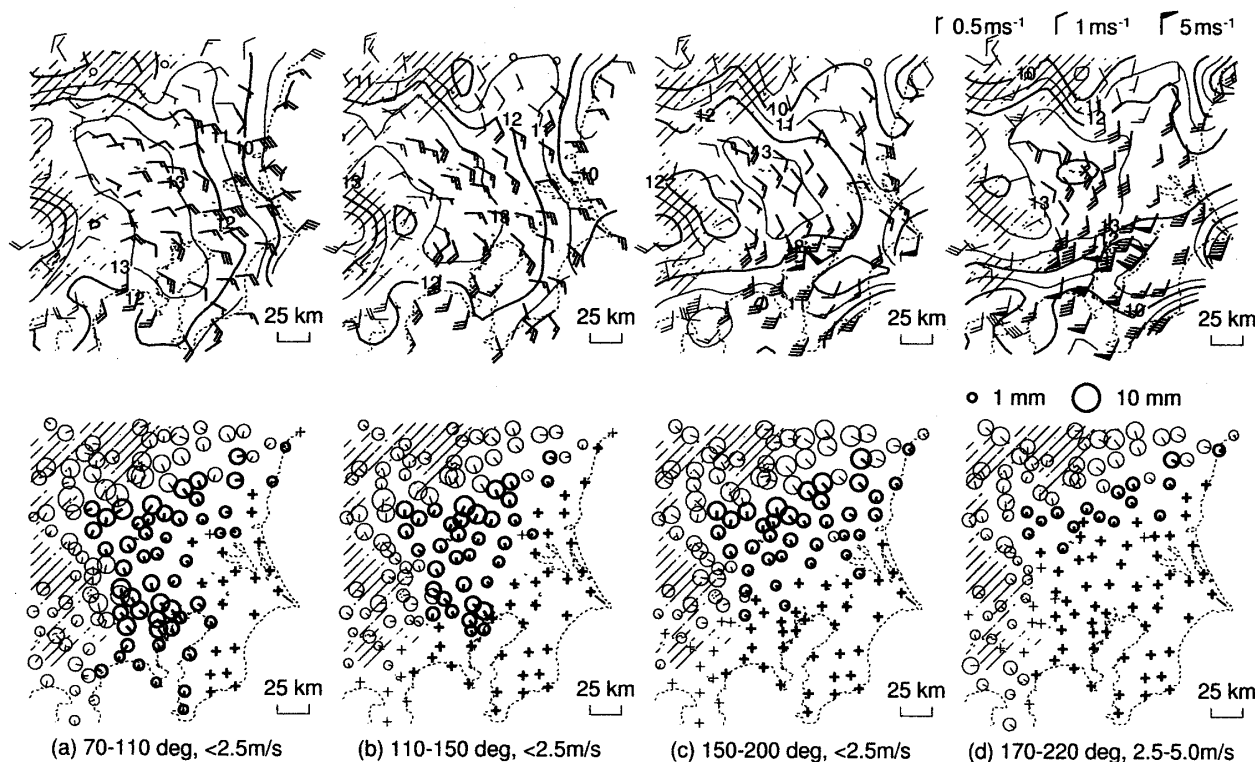 0.5ms⁻¹ 1ms⁻¹ 5ms⁻¹
11 10 13 12 13 12
25 km
11 12 11 10 13 13 12
25 km
12 10 11 13 12
25 km
10 12 13 13 10
25 km
1 mm 10 mm
25 km
25 km
25 km
25 km
(a) 70-110 deg, <2.5m/s
(b) 110-150 deg, <2.5m/s
(c) 150-200 deg, <2.5m/s
(d) 170-220 deg, 2.5-5.0m/s